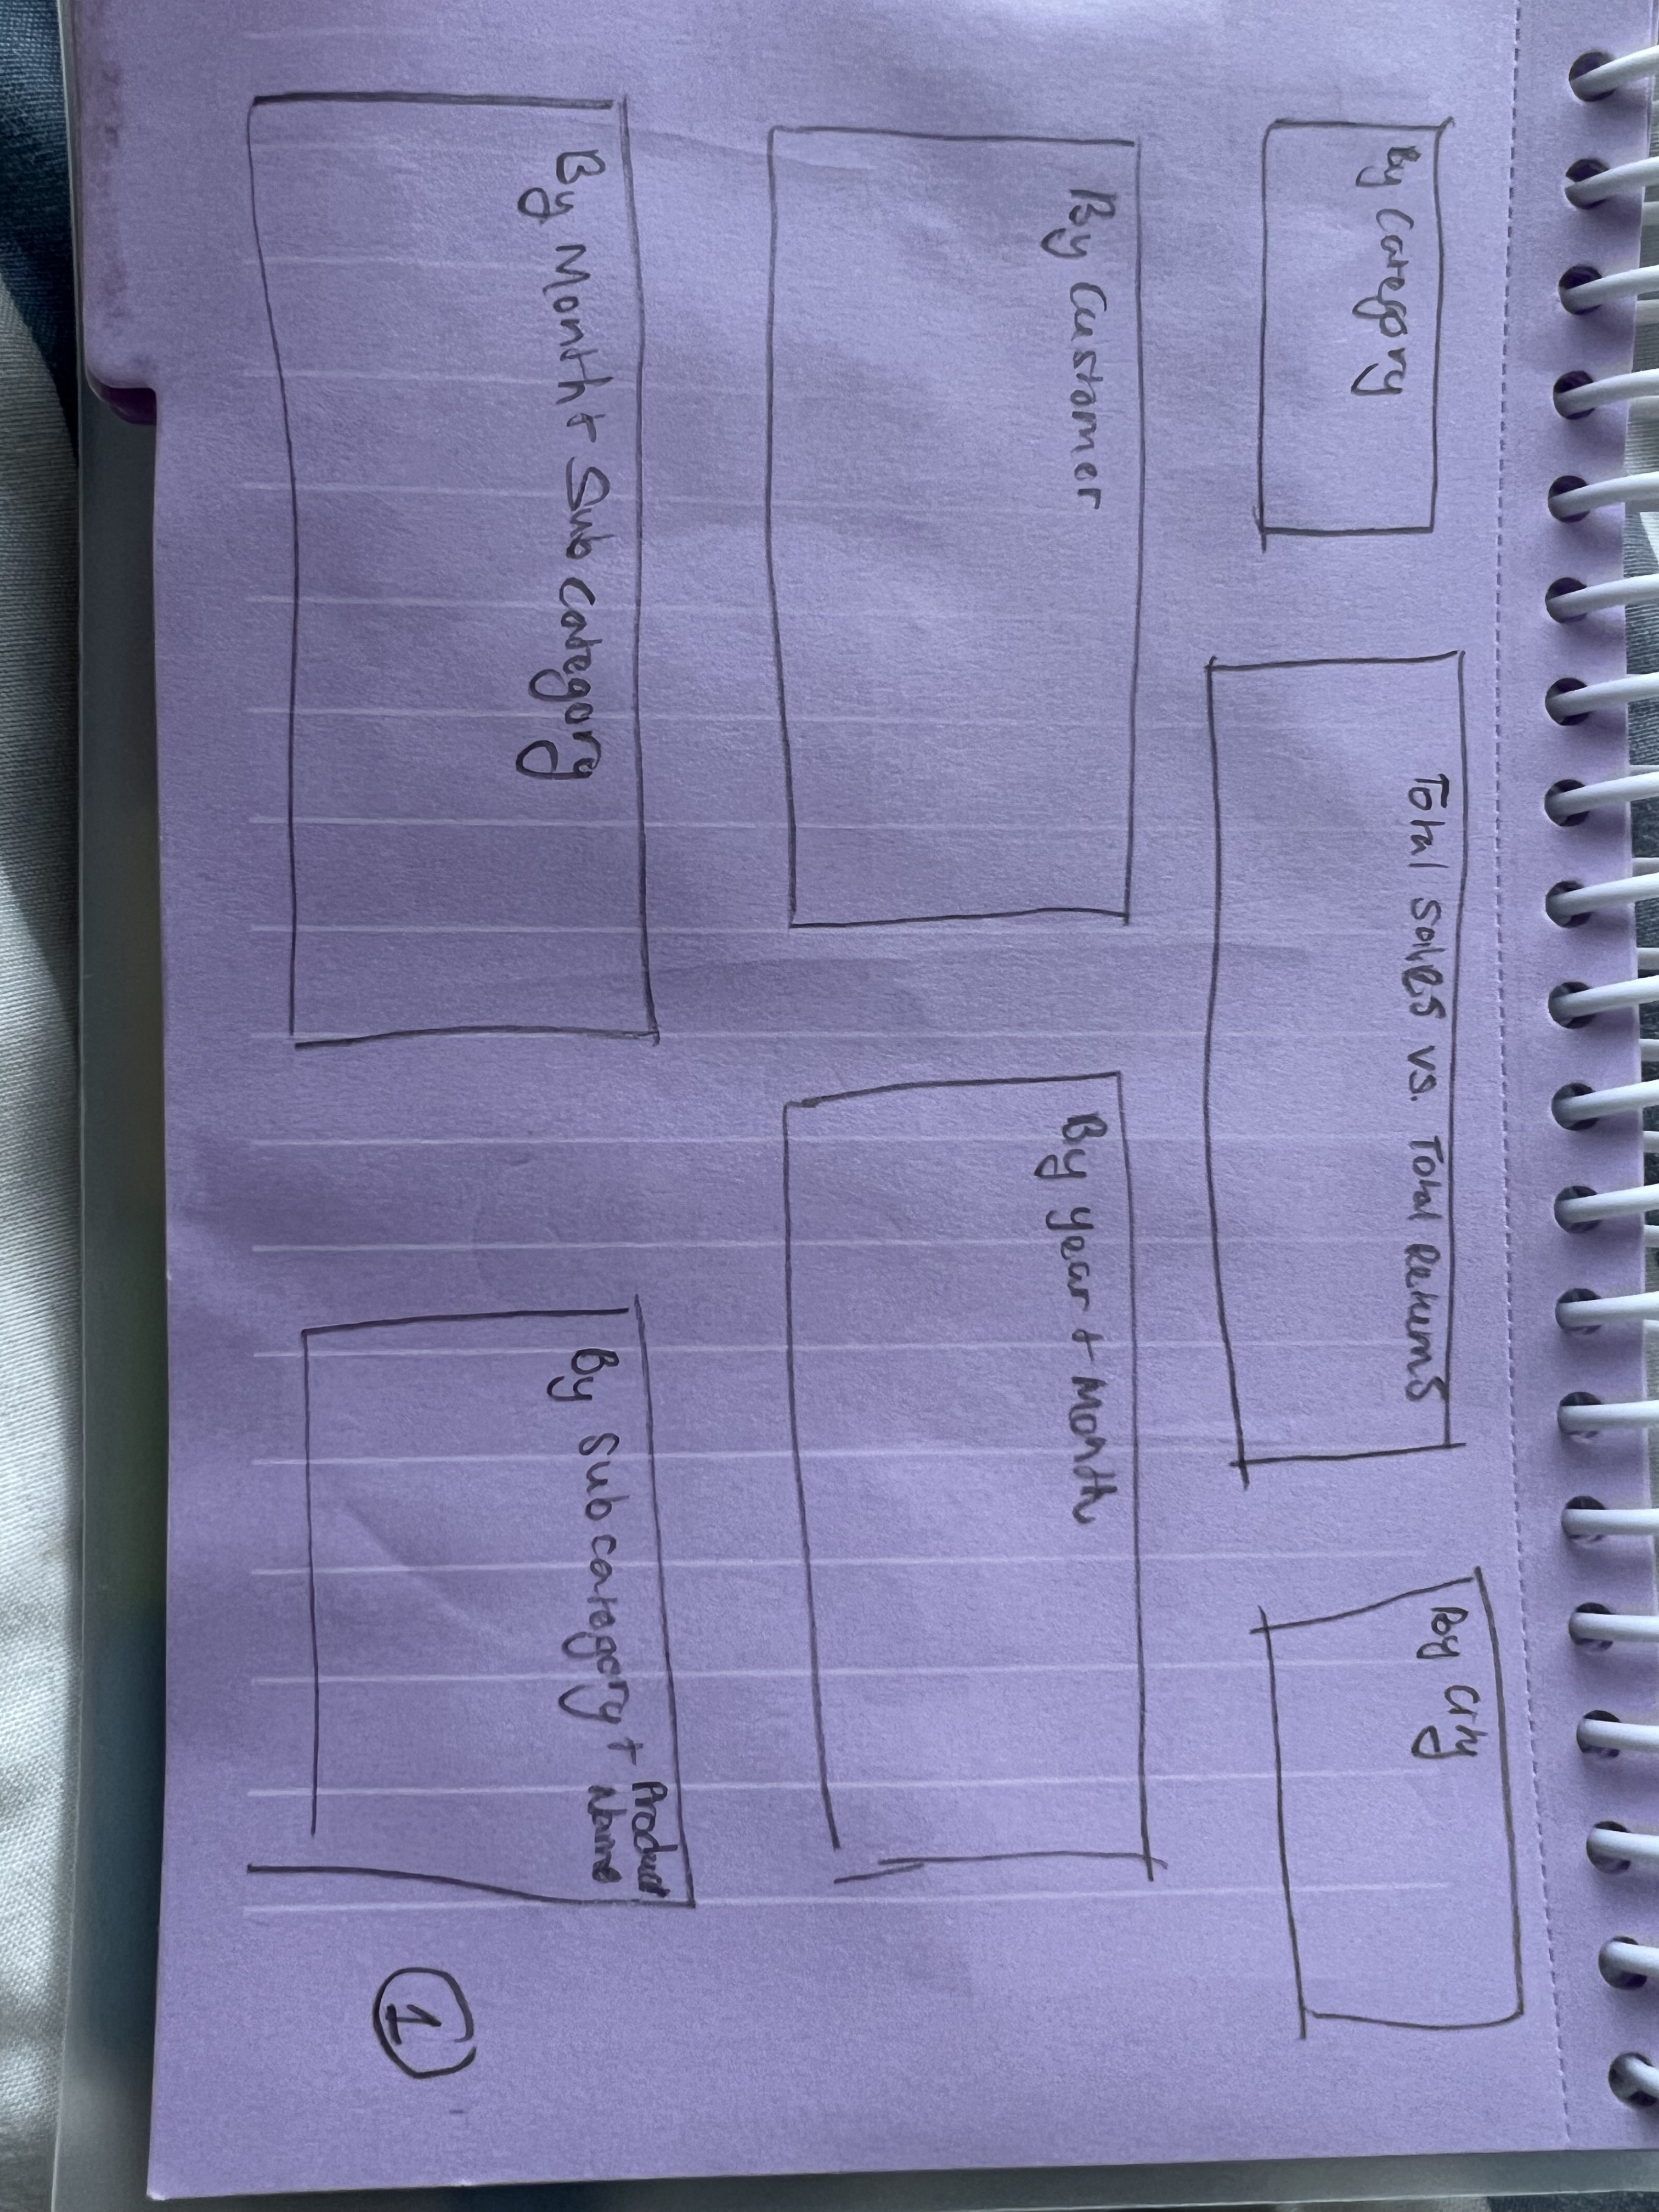 By Category
Total Sales vs. Total Returns
By City
By Customer
By Year + Month
By Month + Sub Category
By Sub Category + Product Name
1